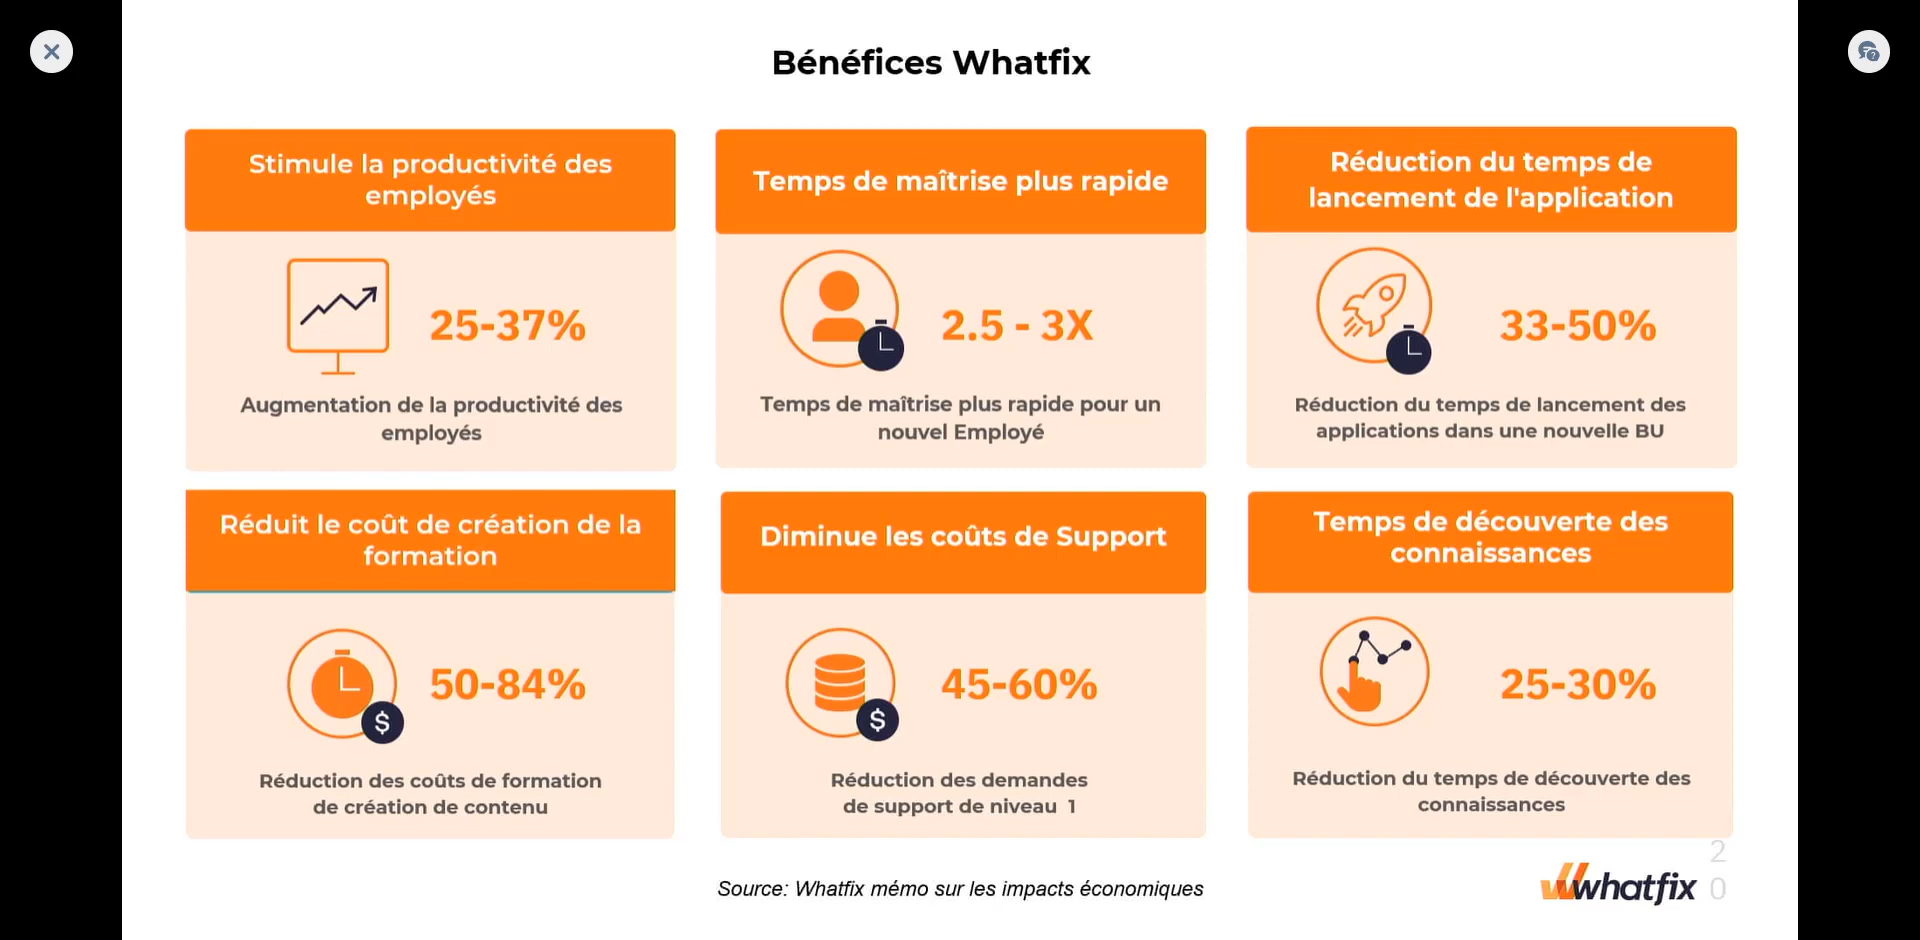 Bénéfices Whatfix
Stimule la productivité des
employés
25-37%
Augmentation de la productivité des
employés
Temps de maîtrise plus rapide
2.5 - 3X
Temps de maîtrise plus rapide pour un
nouvel Employé
Réduction du temps de
lancement de l'application
33-50%
Réduction du temps de lancement des
applications dans une nouvelle BU
Réduit le coût de création de la
formation
$
50-84%
Réduction des coûts de formation
de création de contenu
Diminue les coûts de Support
$
45-60%
Réduction des demandes
de support de niveau 1
Temps de découverte des
connaissances
25-30%
Réduction du temps de découverte des
connaissances
Source: Whatfix mémo sur les impacts économiques
whatfix
2
0